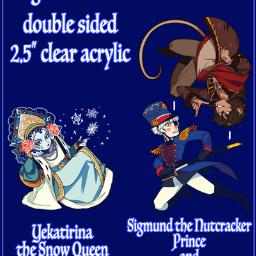 double sided
2.5" clear acrylic
Yekatirina
the Snow Queen
Sigmund the Nutcracker
Prince
and